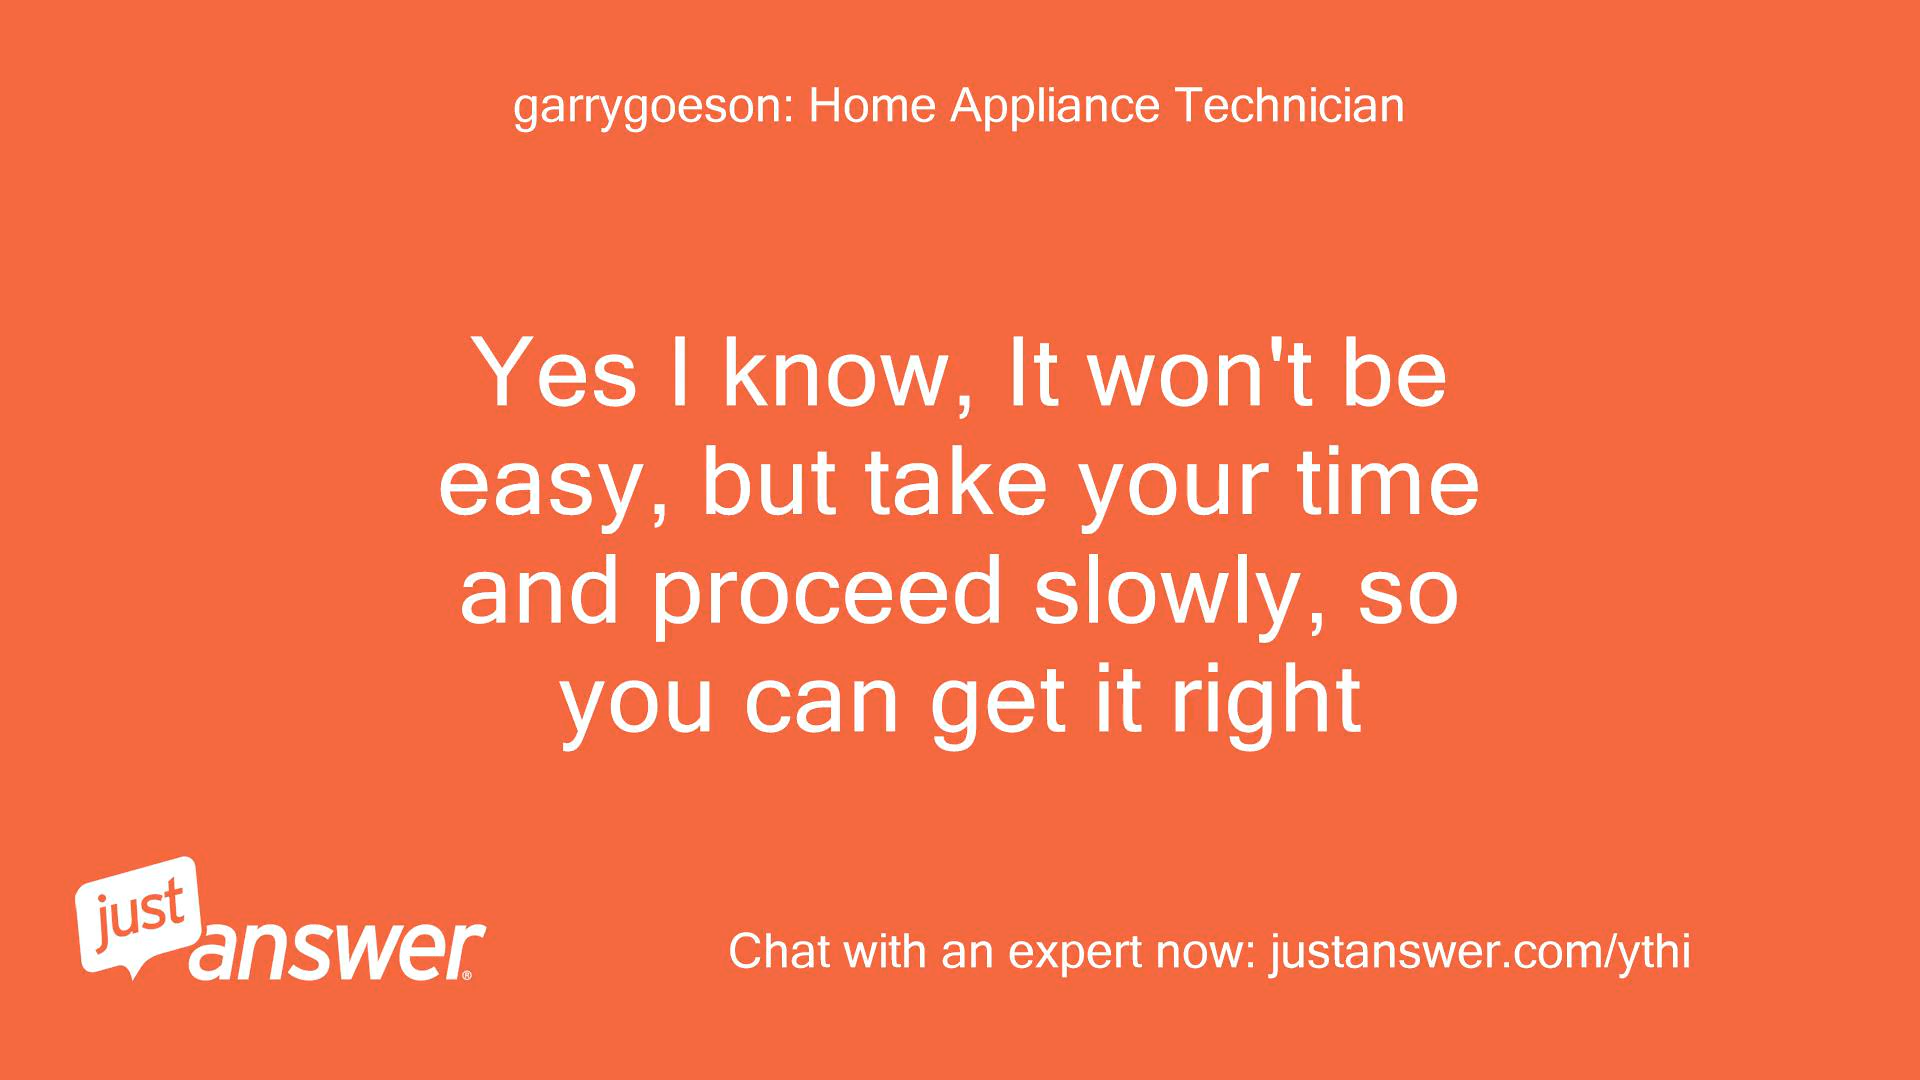 garrygoeson: Home Appliance Technician
Yes I know, It won't be
easy, but take your time
and proceed slowly, so
you can get it right
just
answer®
Chat with an expert now: justanswer.com/ythi